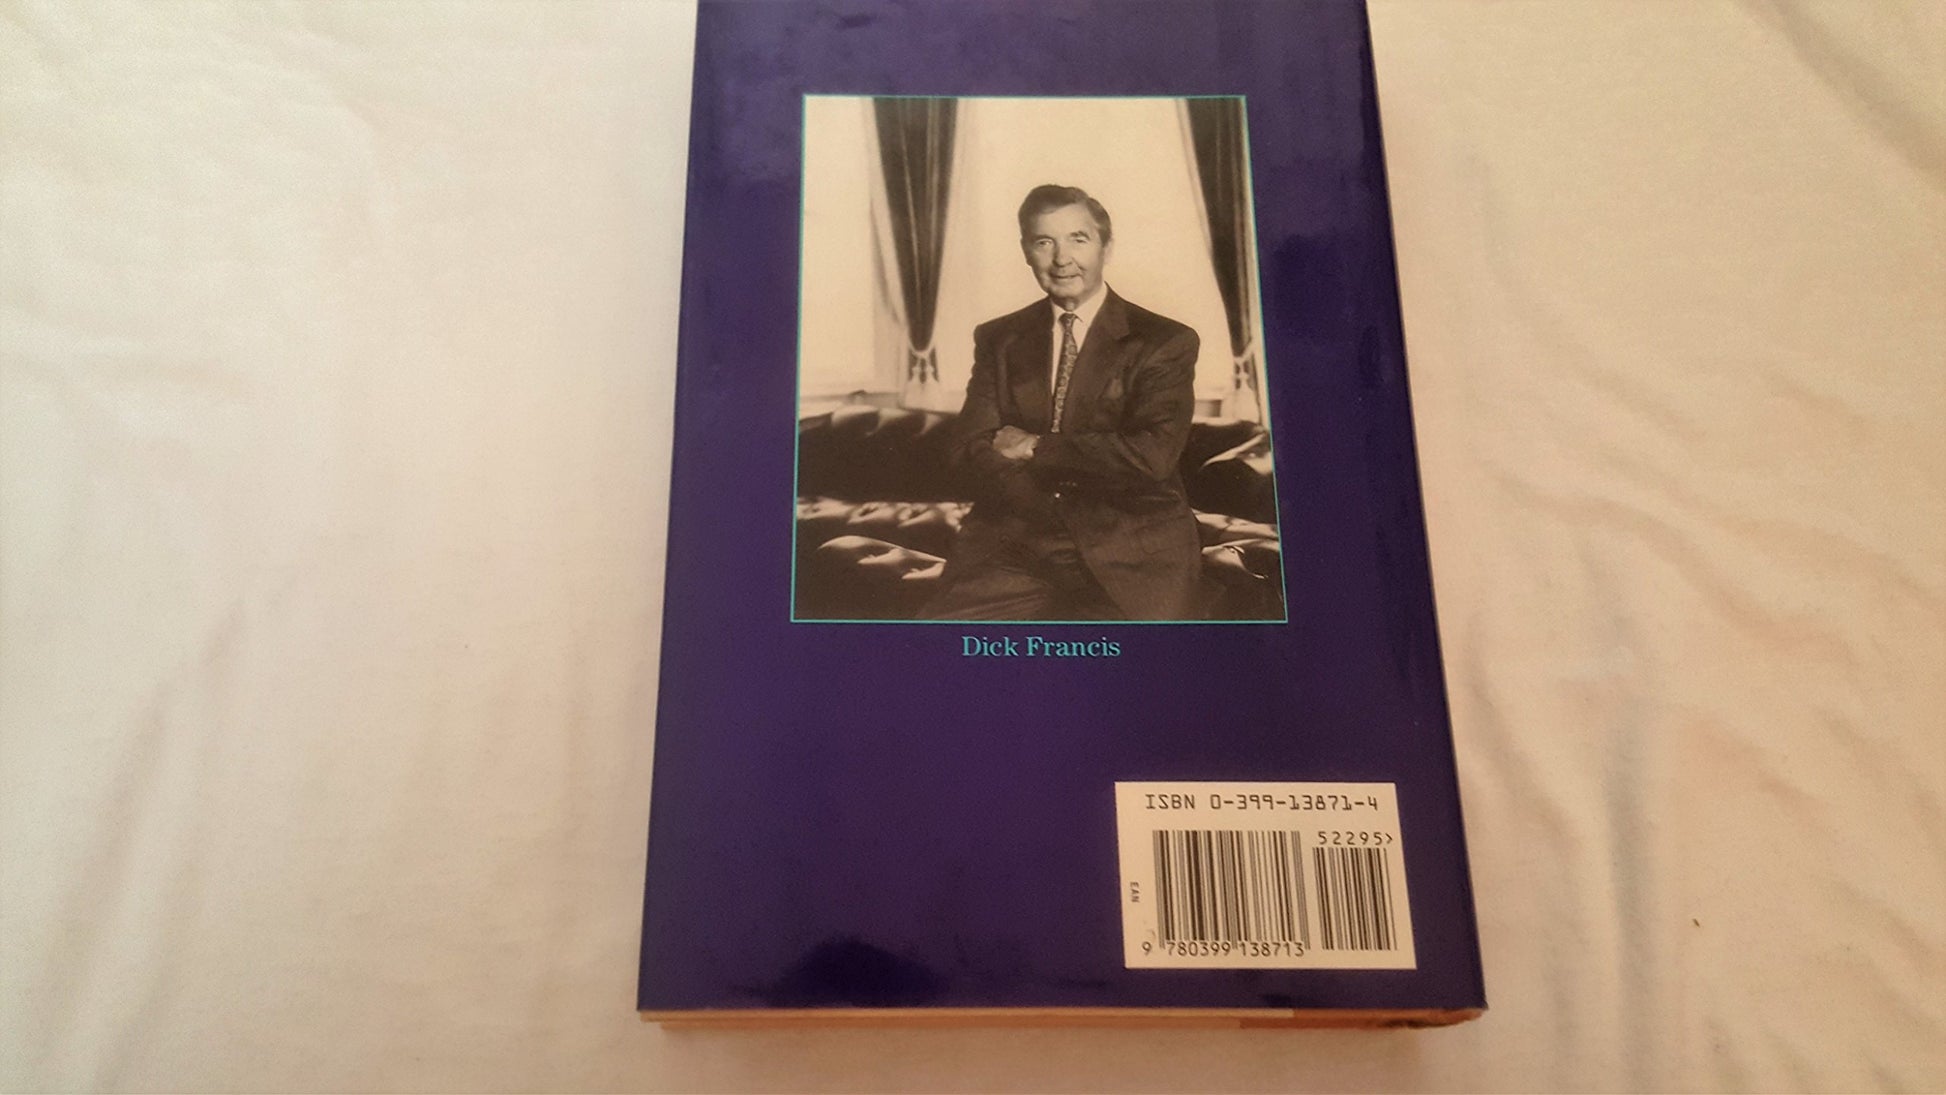 Dick Francis
ISBN 0-399-13871-4
52295>
EAN
9 780399 138713